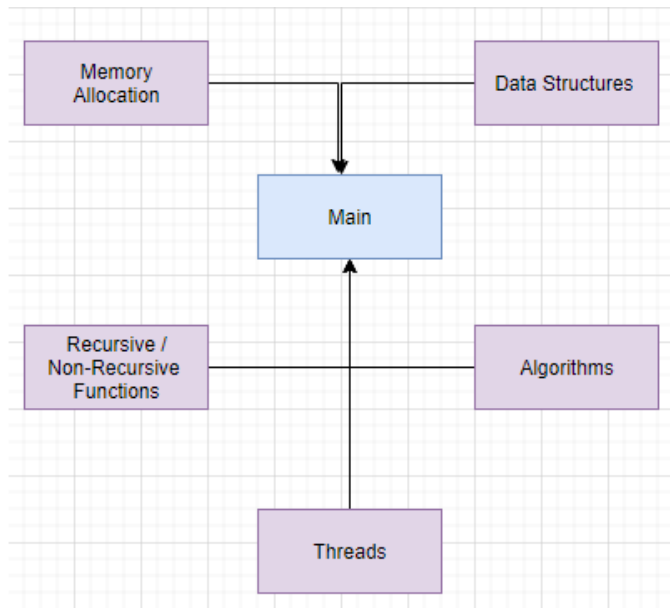 Memory
Allocation
Data Structures
Main
Recursive /
Non-Recursive
Functions
Algorithms
Threads